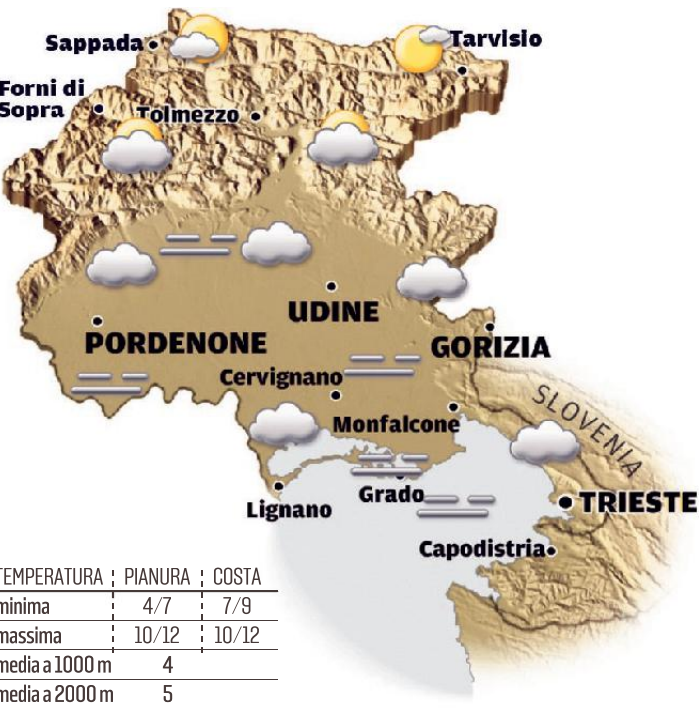 Sappada
Tarvisio
Forni di
Sopra
Tolmezzo
UDINE
PORDENONE
GORIZIA
Cervignano
SLOVENIA
Monfalcone
Grado
Lignano
TRIESTE
Capodistria
TEMPERATURA PIANURA COSTA
minima 4/7 7/9
massima 10/12 10/12
media a 1000 m 4
media a 2000 m 5